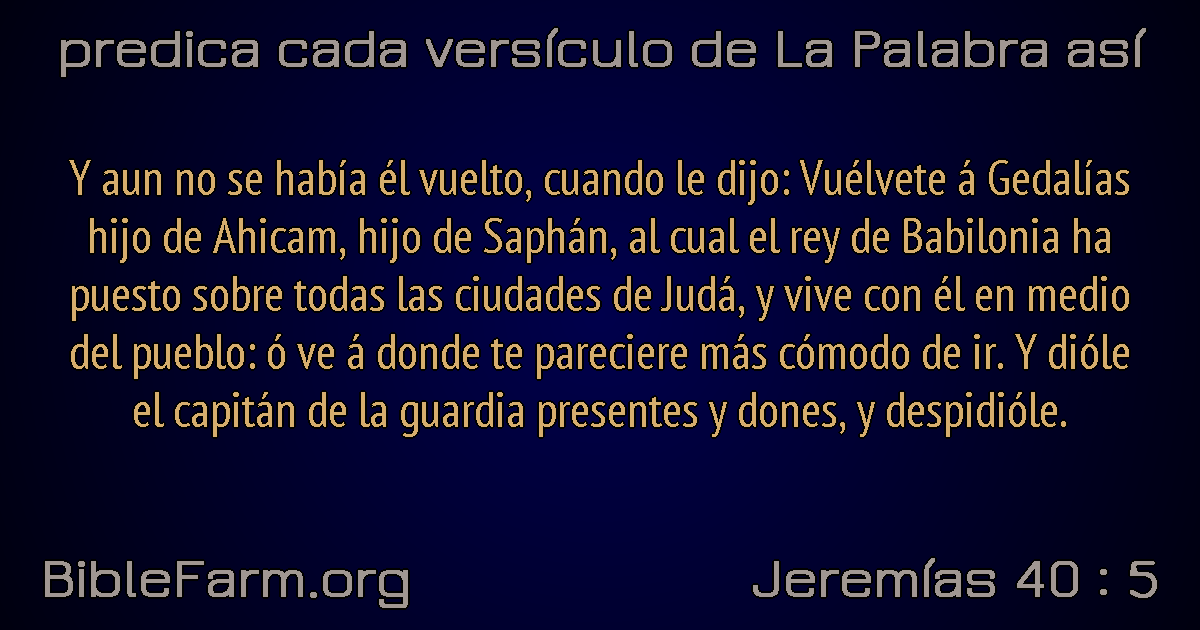 predica cada versículo de La Palabra así
Y aun no se había él vuelto, cuando le dijo: Vuélvete á Gedalías
hijo de Ahicam, hijo de Saphán, al cual el rey de Babilonia ha
puesto sobre todas las ciudades de Judá, y vive con él en medio
del pueblo: ó ve á donde te pareciere más cómodo de ir. Y dióle
el capitán de la guardia presentes y dones, y despidióle.
BibleFarm.org
Jeremías 40 : 5